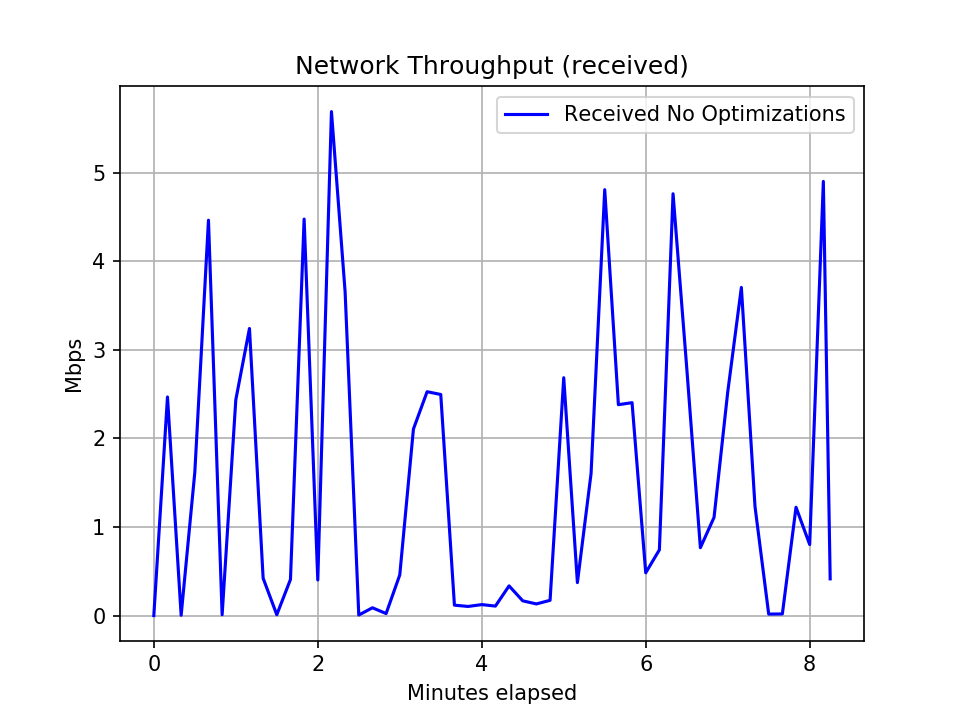 Network Throughput (received)
Received No Optimizations
5
4
3
2
1
0
Mbps
0 2 4 6 8
Minutes elapsed